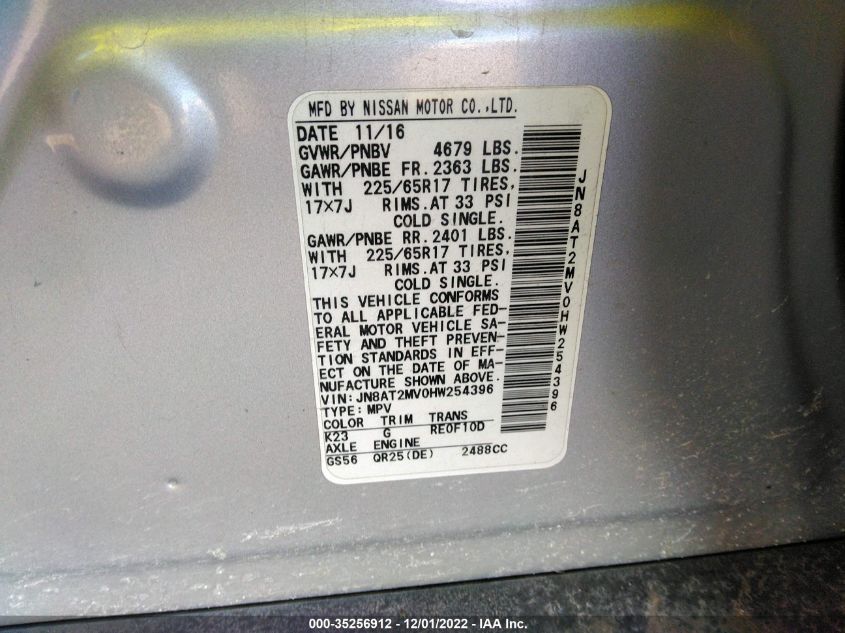 MFD BY NISSAN MOTOR CO.,LTD.
DATE 11/16
GVWR/PNBV 4679 LBS.
GAWR/PNBE FR. 2363 LBS.
WITH 225/65R17 TIRES,
17×7J RIMS.AT 33 PSI
COLD SINGLE.
GAWR/PNBE RR. 2401 LBS.
WITH 225/65R17 TIRES,
17×7J RIMS.AT 33 PSI
COLD SINGLE.
THIS VEHICLE CONFORMS
TO ALL APPLICABLE FED-
ERAL MOTOR VEHICLE SA-
FETY AND THEFT PREVEN-
TION STANDARDS IN EFF-
ECT ON THE DATE OF MA-
NUFACTURE SHOWN ABOVE.
VIN:JN8AT2MV0HW254396
TYPE:MPV
COLOR TRIM TRANS
K23 G RE0F10D
AXLE ENGINE
GS56 QR25(DE) 2488CC
JN8AT2MV0HW254396
000-35256912 - 12/01/2022 - IAA Inc.